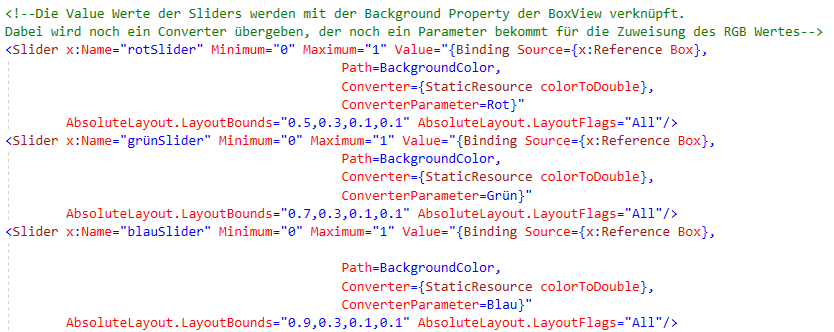 <!--Die Value Werte der Sliders werden mit der Background Property der BoxView verknüpft.
Dabei wird noch ein Converter übergeben, der noch ein Parameter bekommt für die Zuweisung des RGB Wertes-->
<Slider x:Name="rotSlider" Minimum="0" Maximum="1" Value="{Binding Source={x:Reference Box},
Path=BackgroundColor,
Converter={StaticResource colorToDouble},
ConverterParameter=Rot}"
AbsoluteLayout.LayoutBounds="0.5,0.3,0.1,0.1" AbsoluteLayout.LayoutFlags="All"/>
<Slider x:Name="grünSlider" Minimum="0" Maximum="1" Value="{Binding Source={x:Reference Box},
Path=BackgroundColor,
Converter={StaticResource colorToDouble},
ConverterParameter=Grün}"
AbsoluteLayout.LayoutBounds="0.7,0.3,0.1,0.1" AbsoluteLayout.LayoutFlags="All"/>
<Slider x:Name="blauSlider" Minimum="0" Maximum="1" Value="{Binding Source={x:Reference Box},
Path=BackgroundColor,
Converter={StaticResource colorToDouble},
ConverterParameter=Blau}"
AbsoluteLayout.LayoutBounds="0.9,0.3,0.1,0.1" AbsoluteLayout.LayoutFlags="All"/>